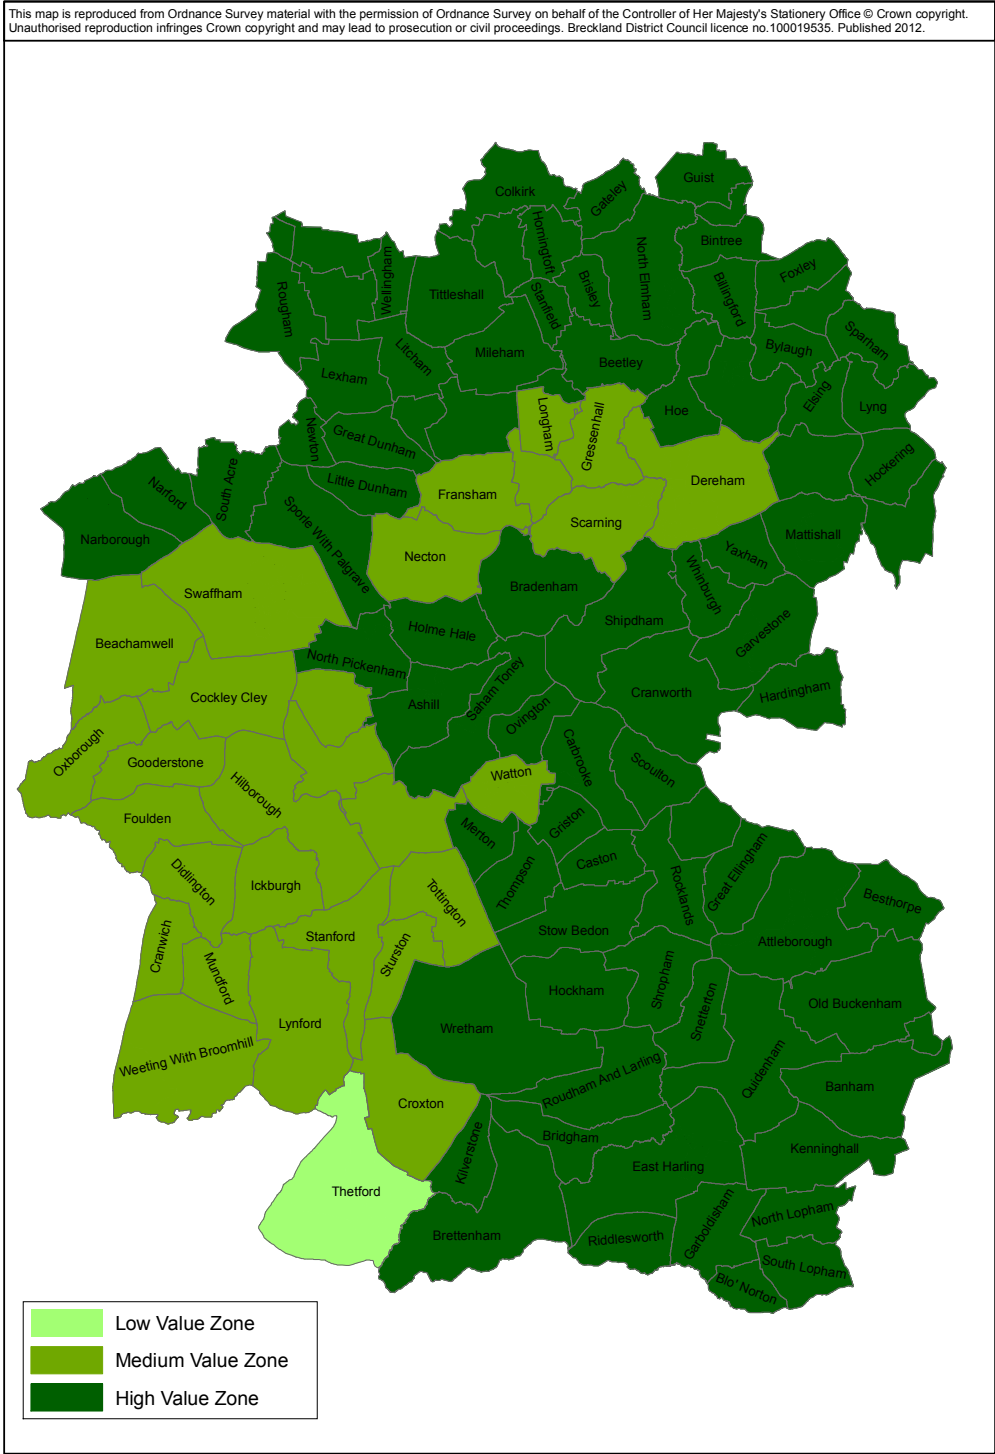 This map is reproduced from Ordnance Survey material with the permission of Ordnance Survey on behalf of the Controller of Her Majesty's Stationery Office © Crown copyright.
Unauthorised reproduction infringes Crown copyright and may lead to prosecution or civil proceedings. Breckland District Council licence no.100019535. Published 2012.
Guist
Colkirk
Gateley
Horningtoft
Bintree
North Elmham
Wellingham
Foxley
Brisley
Tittleshall
Billingford
Rougham
Stanfield
Sparham
Bylaugh
Mileham
Litcham
Beetley
Lexham
Elsing
Lyng
Hoe
Longham
Gressenhall
Newton
Great Dunham
Hockering
Dereham
Little Dunham
South Acre
Narford
Fransham
Scarning
Sporle With Palgrave
Mattishall
Narborough
Yaxham
Necton
Whinburgh
Bradenham
Swaffham
Shipdham
Garvestone
Holme Hale
Beachamwell
North Pickenham
Saham Toney
Hardingham
Cranworth
Cockley Cley
Ashill
Ovington
Oxborough
Carbrooke
Gooderstone
Scoulton
Watton
Hilborough
Foulden
Griston
Merton
Caston
Great Ellingham
Didlington
Ickburgh
Thompson
Rocklands
Tottington
Besthorpe
Stow Bedon
Stanford
Attleborough
Cranwich
Sturston
Mundford
Shropham
Hockham
Old Buckenham
Snetterton
Lynford
Wretham
Weeting With Broomhill
Quidenham
Roudham And Larling
Banham
Croxton
Bridgham
Kilverstone
Kenninghall
East Harling
Thetford
North Lopham
Garboldisham
Brettenham
Riddlesworth
South Lopham
Blo' Norton
Low Value Zone
Medium Value Zone
High Value Zone